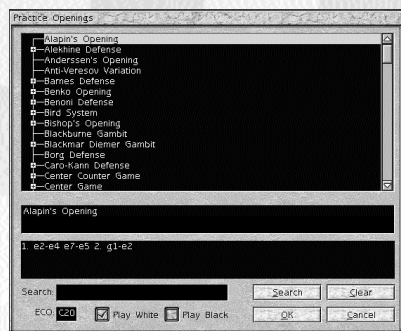 Practice Openings
Alapin's Opening
Alekhine Defense
Anderssen's Opening
Anti-Veresov Variation
Barnes Defense
Benko Opening
Benoni Defense
Bird System
Bishop's Opening
Blackburne Gambit
Blackmar Diemer Gambit
Borg Defense
Caro-Kann Defense
Center Counter Game
Center Game
Alapin's Opening
1. e2-e4 e7-e5 2. g1-e2
Search: Search Clear
ECO: C20 Play White Play Black OK Cancel